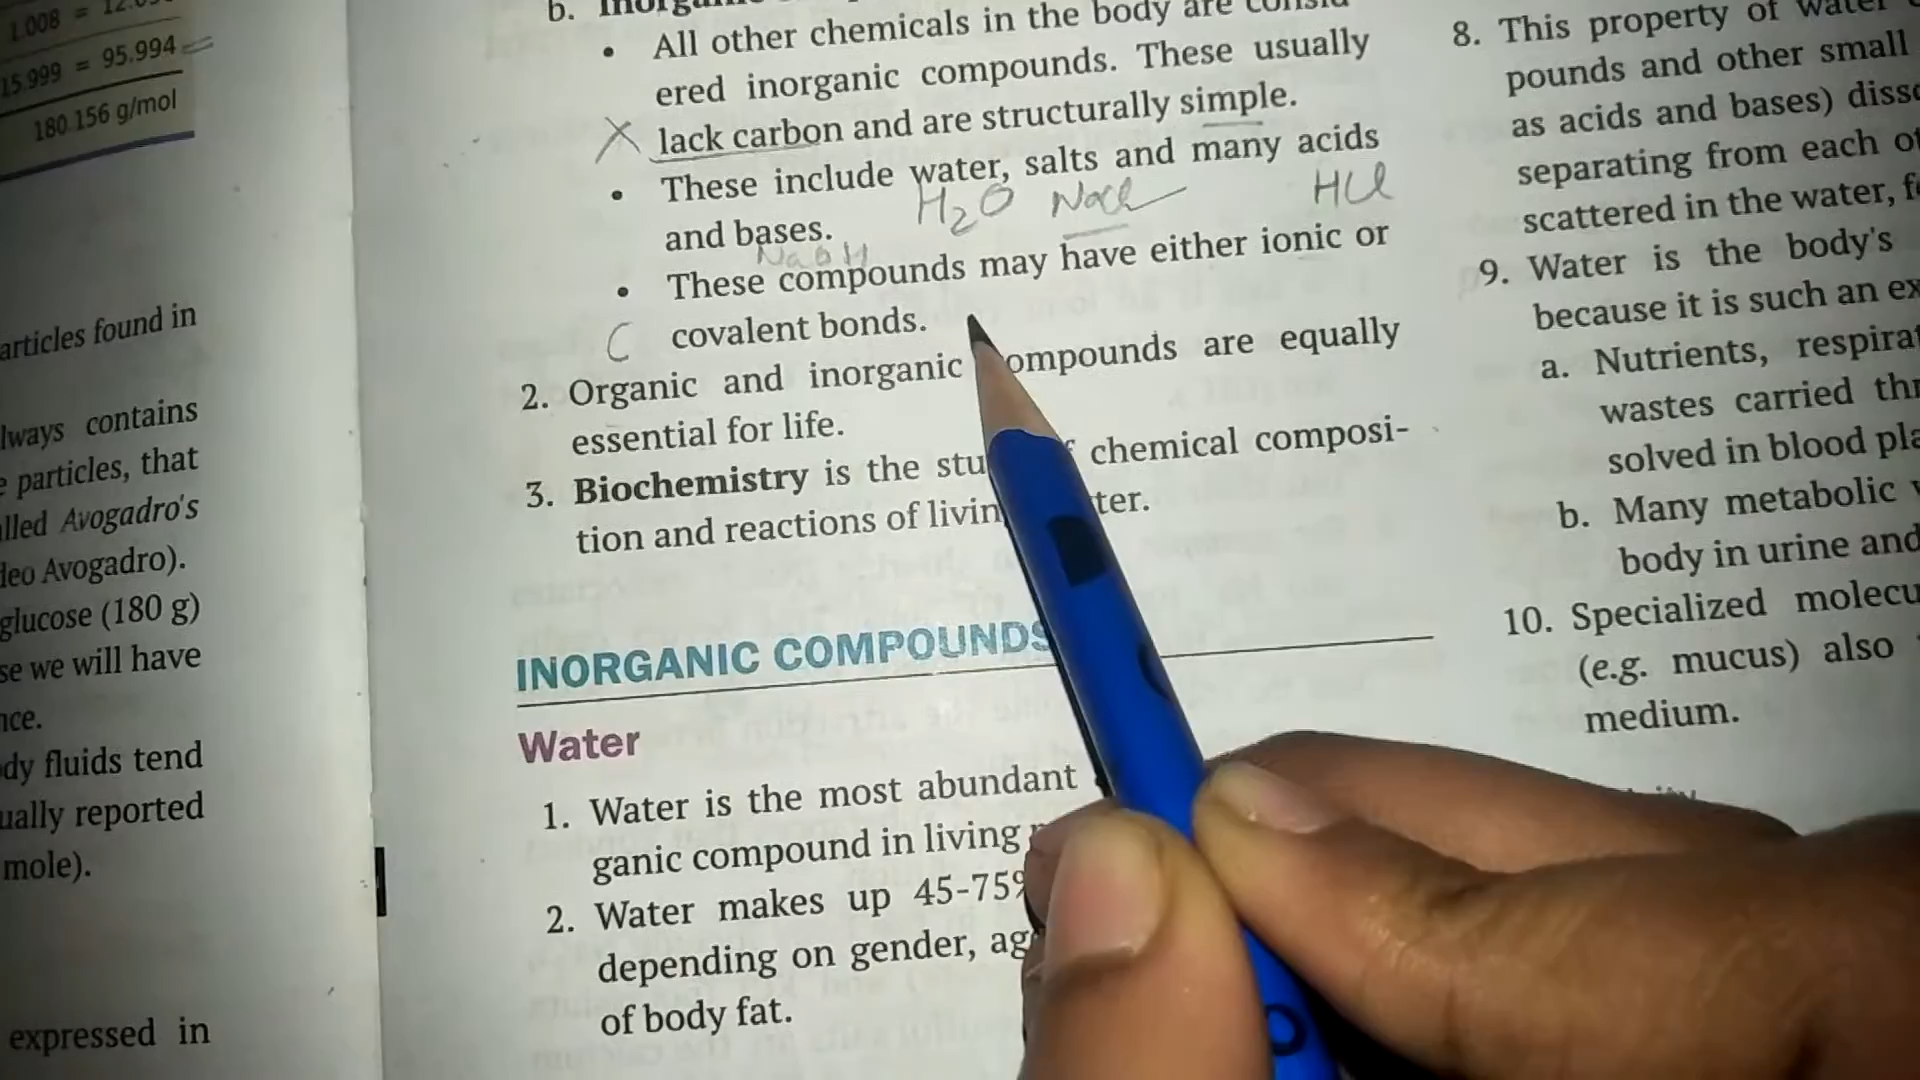 1.008 =
15.999 = 95.994
180.156 g/mol
articles found in
lways contains
particles, that
lled Avogadro's
deo Avogadro).
glucose (180 g)
se we will have
nce.
dy fluids tend
ually reported
mole).
expressed in
b.
• All other chemicals in the body are consid
ered inorganic compounds. These usually
X lack carbon and are structurally simple.
• These include water, salts and many acids
H2O NaCl HCl
and bases.
NaOH
• These compounds may have either ionic or
C covalent bonds.
2. Organic and inorganic compounds are equally
essential for life.
3. Biochemistry is the stu chemical composi-
tion and reactions of livin ter.
INORGANIC COMPOUNDS
Water
1. Water is the most abundant
ganic compound in living
2. Water makes up 45-75%
depending on gender, ag
of body fat.
8. This property of water
pounds and other small
as acids and bases) disso
separating from each o
scattered in the water, f
9. Water is the body's
because it is such an ex
a. Nutrients, respira
wastes carried thr
solved in blood pla
b. Many metabolic
body in urine and
10. Specialized molecu
(e.g. mucus) also
medium.